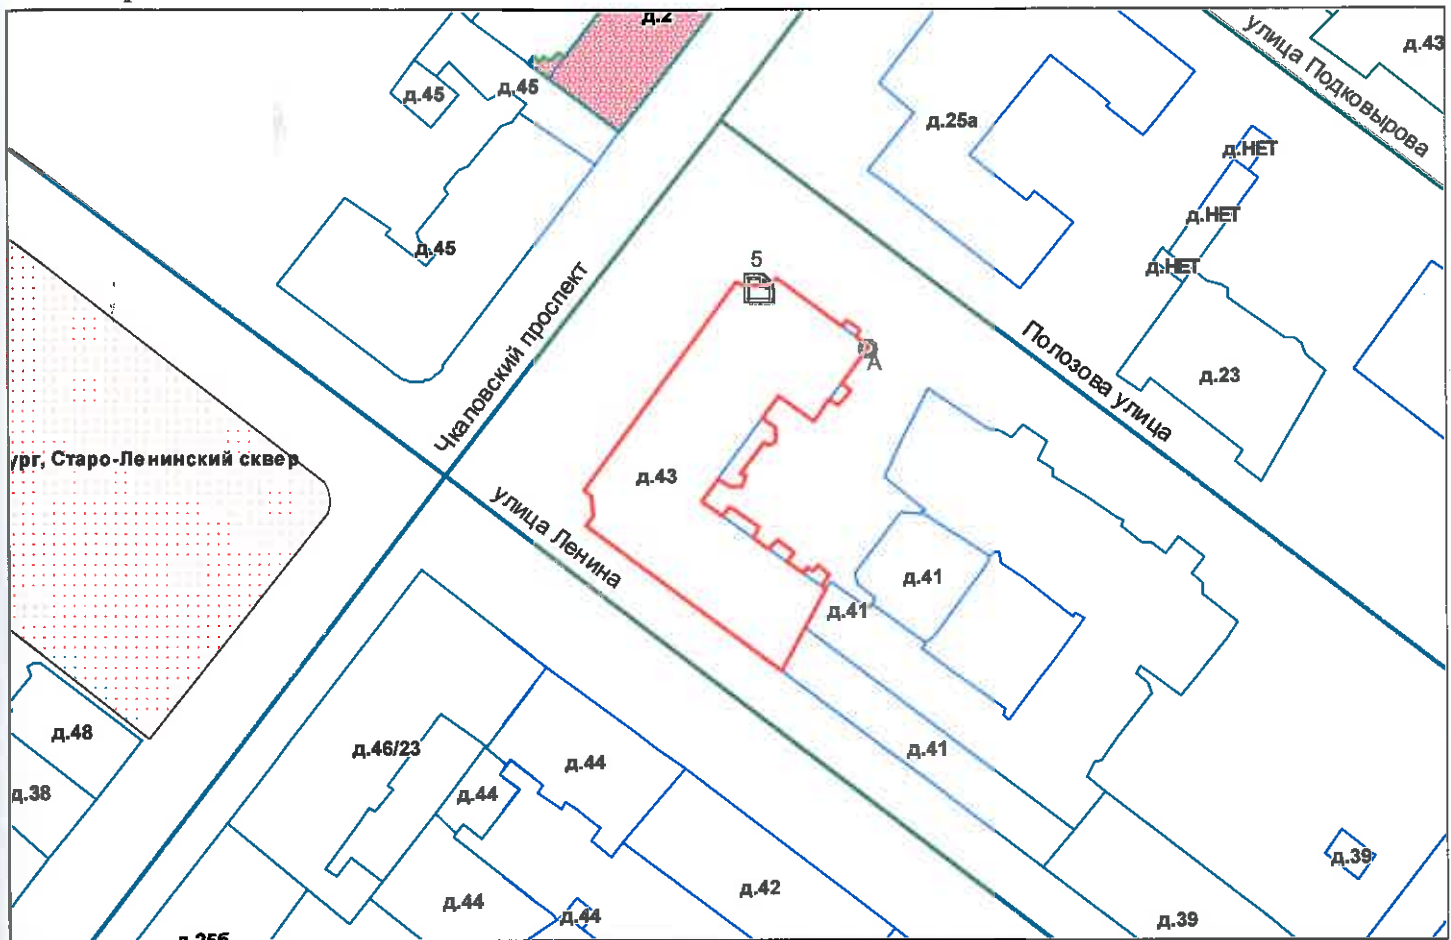 д.2
улица Подковырова
д.43
д.45
д.45
д.25а
д.НЕТ
д.НЕТ
д.45
д.НЕТ
5
Чкаловский проспект
Полозова улица
А
д.23
ург, Старо-Ленинский сквер
д.43
улица Ленина
д.41
д.41
д.48
д.46/23
д.41
д.44
д.38
д.44
д.39
д.42
д.44
д.44
д.39
д.25б